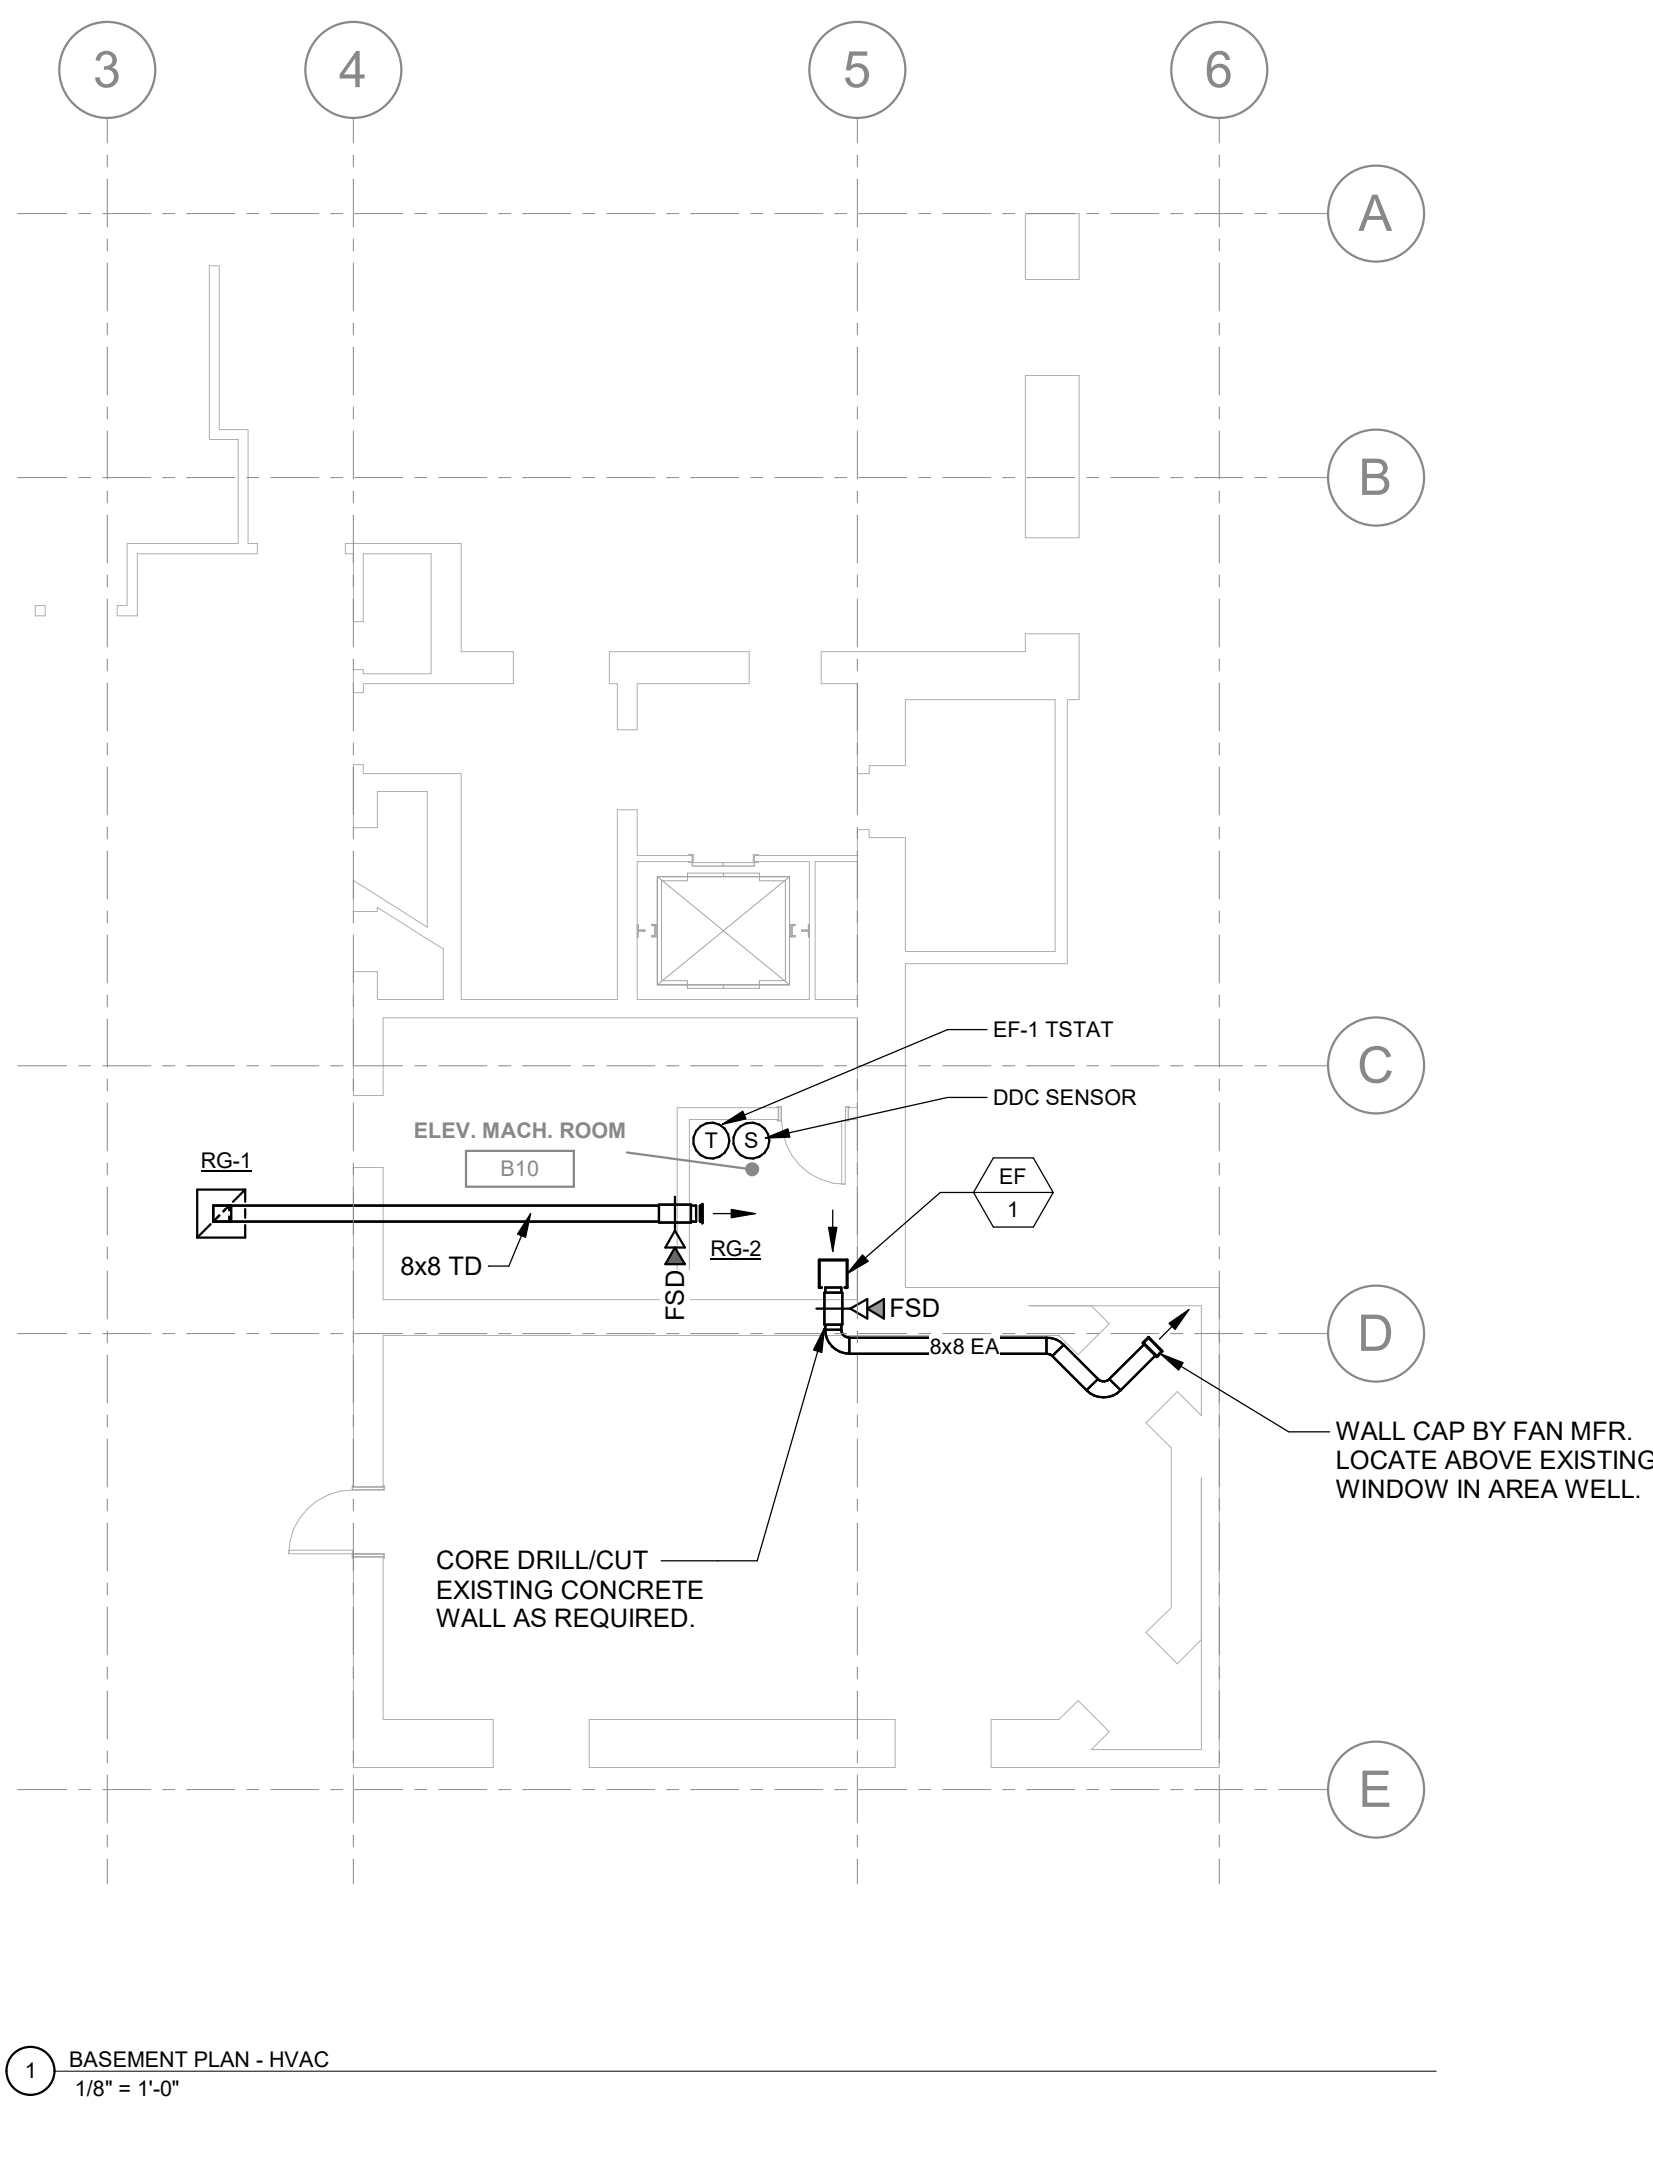 3
4
5
6
A
B
C
D
E
EF-1 TSTAT
DDC SENSOR
ELEV. MACH. ROOM
B10
T
S
RG-1
EF
1
RG-2
8x8 TD
FSD
FSD
8x8 EA
WALL CAP BY FAN MFR.
LOCATE ABOVE EXISTING
WINDOW IN AREA WELL.
CORE DRILL/CUT
EXISTING CONCRETE
WALL AS REQUIRED.
1
BASEMENT PLAN - HVAC
1/8" = 1'-0"